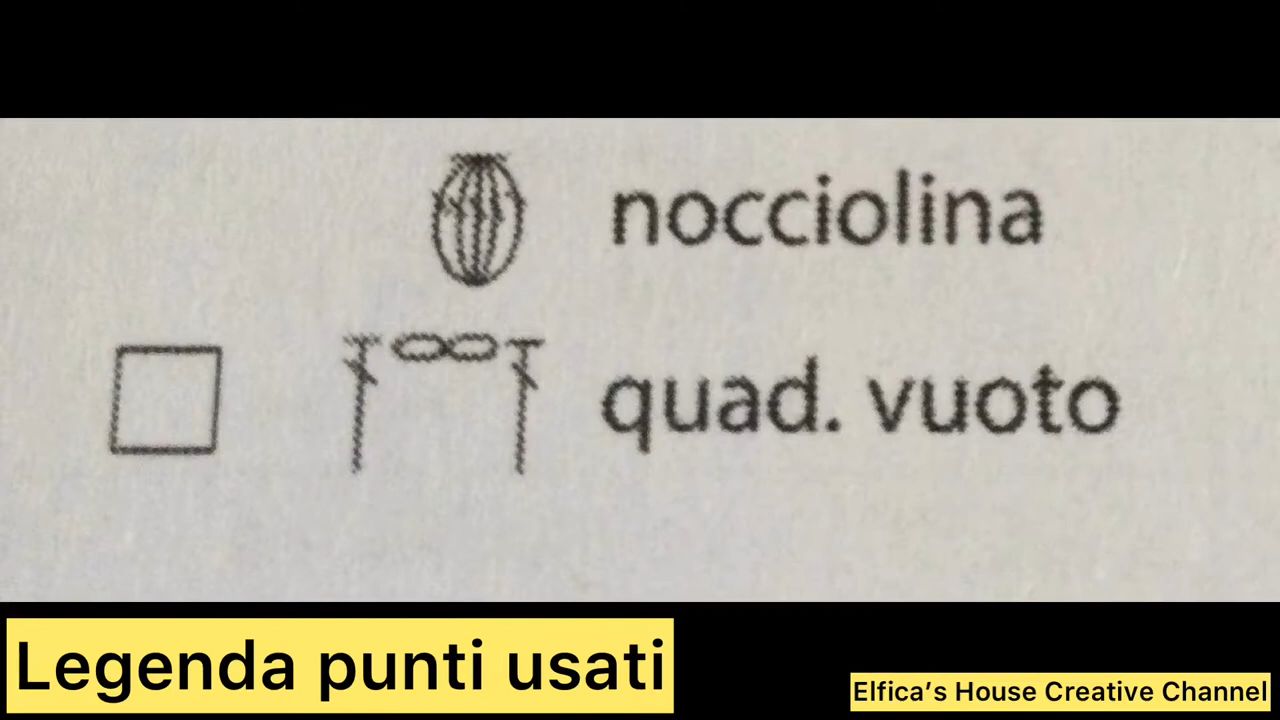 nocciolina
quad. vuoto
Legenda punti usati
Elfica’s House Creative Channel